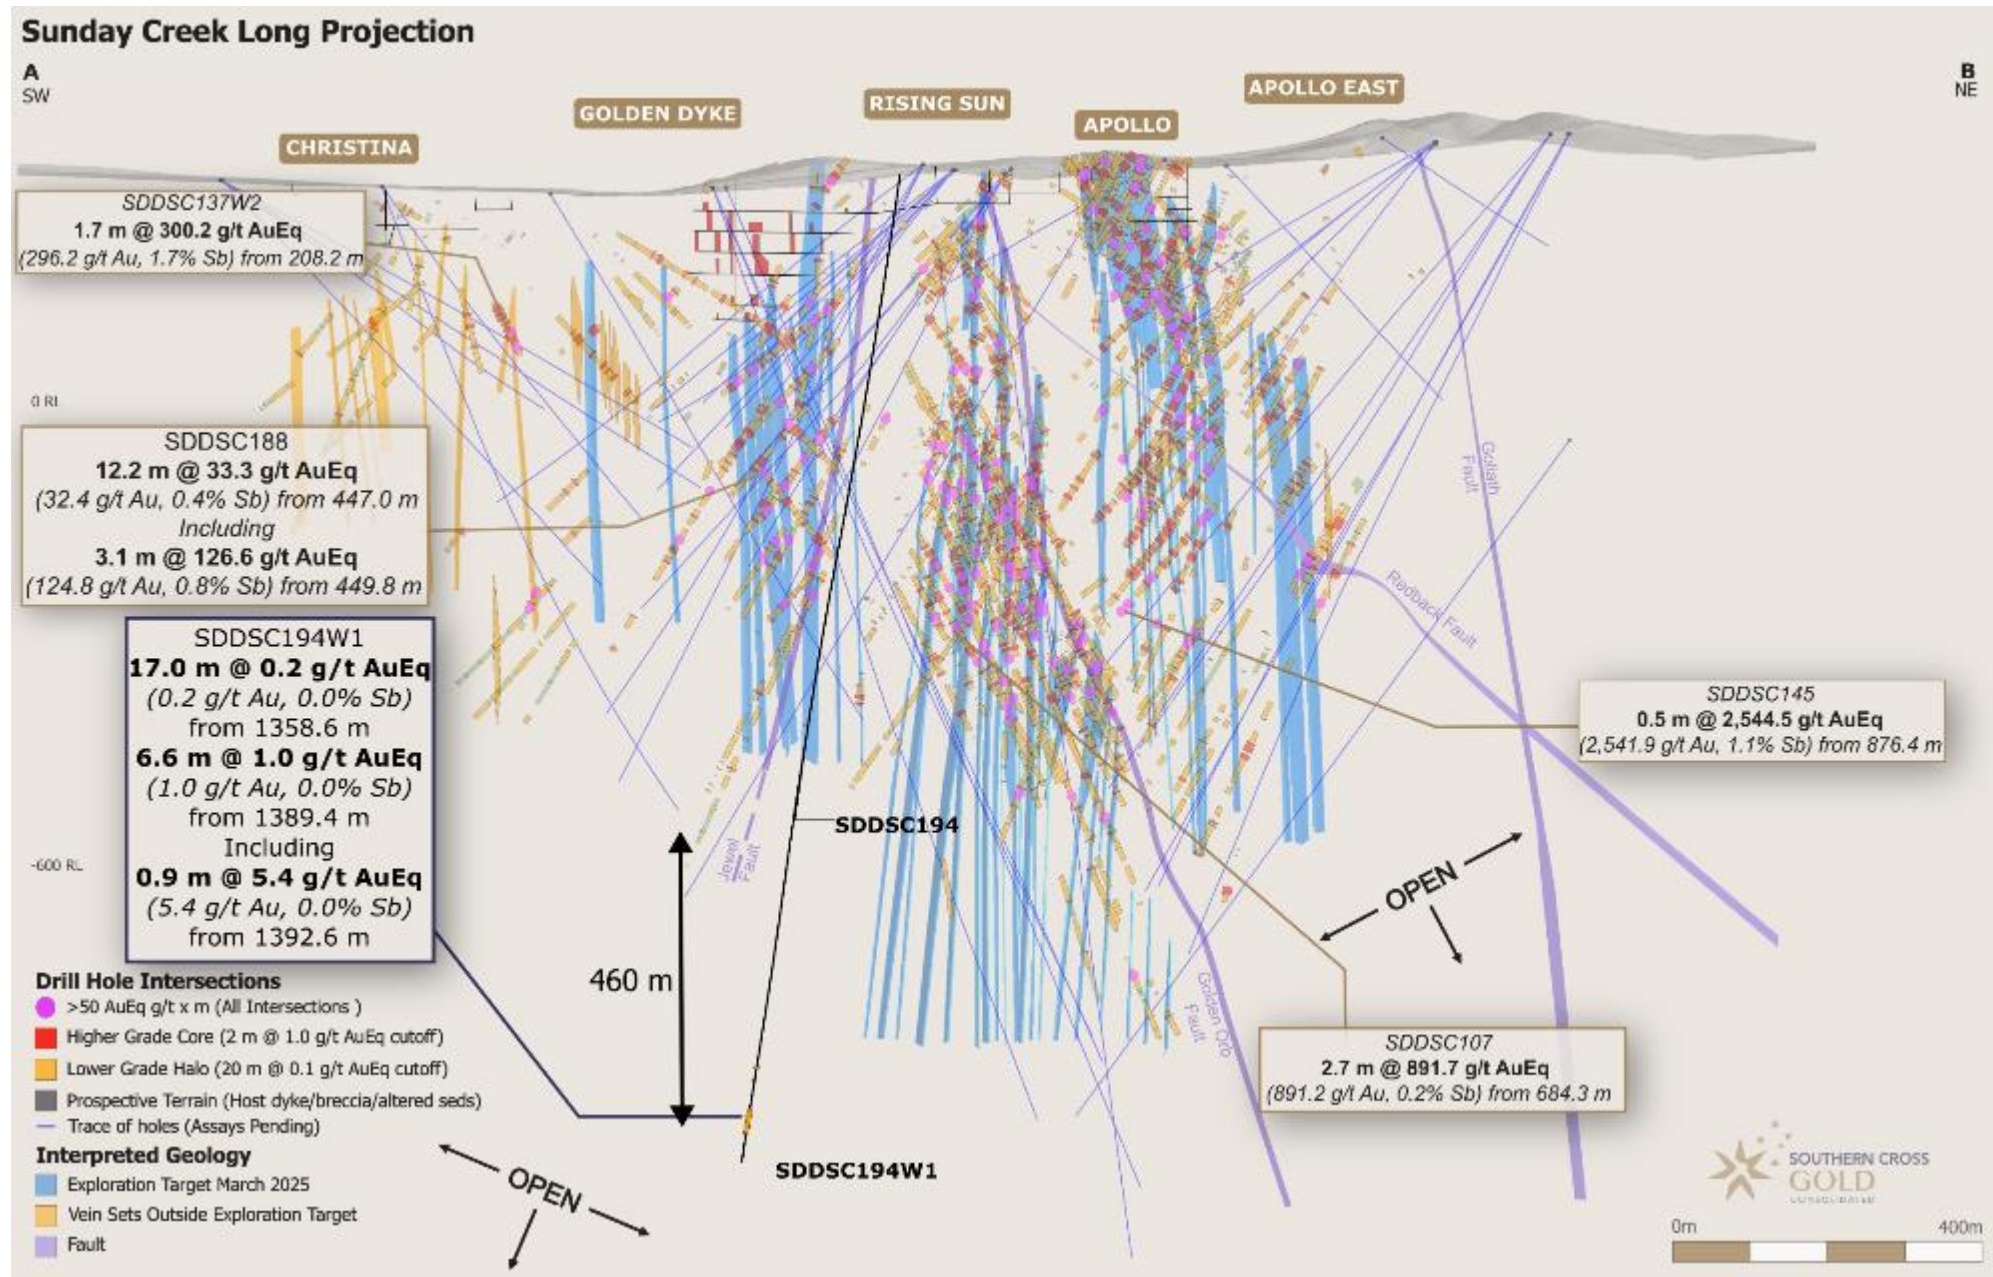 Sunday Creek Long Projection
A
SW
B
NE
CHRISTINA
GOLDEN DYKE
RISING SUN
APOLLO
APOLLO EAST
SDDSC137W2
1.7 m @ 300.2 g/t AuEq
(296.2 g/t Au, 1.7% Sb) from 208.2 m
0 RL
SDDSC188
12.2 m @ 33.3 g/t AuEq
(32.4 g/t Au, 0.4% Sb) from 447.0 m
Including
3.1 m @ 126.6 g/t AuEq
(124.8 g/t Au, 0.8% Sb) from 449.8 m
SDDSC194W1
17.0 m @ 0.2 g/t AuEq
(0.2 g/t Au, 0.0% Sb)
from 1358.6 m
6.6 m @ 1.0 g/t AuEq
(1.0 g/t Au, 0.0% Sb)
from 1389.4 m
Including
0.9 m @ 5.4 g/t AuEq
(5.4 g/t Au, 0.0% Sb)
from 1392.6 m
-600 RL
Goliath
Fault
Redback Fault
SDDSC145
0.5 m @ 2,544.5 g/t AuEq
(2,541.9 g/t Au, 1.1% Sb) from 876.4 m
SDDSC194
Jewel
Fault
460 m
OPEN
Golden Orb
Fault
SDDSC107
2.7 m @ 891.7 g/t AuEq
(891.2 g/t Au, 0.2% Sb) from 684.3 m
SDDSC194W1
OPEN
Drill Hole Intersections
>50 AuEq g/t x m (All Intersections )
Higher Grade Core (2 m @ 1.0 g/t AuEq cutoff)
Lower Grade Halo (20 m @ 0.1 g/t AuEq cutoff)
Prospective Terrain (Host dyke/breccia/altered seds)
Trace of holes (Assays Pending)
Interpreted Geology
Exploration Target March 2025
Vein Sets Outside Exploration Target
Fault
SOUTHERN CROSS
GOLD
CONSOLIDATED
0m
400m